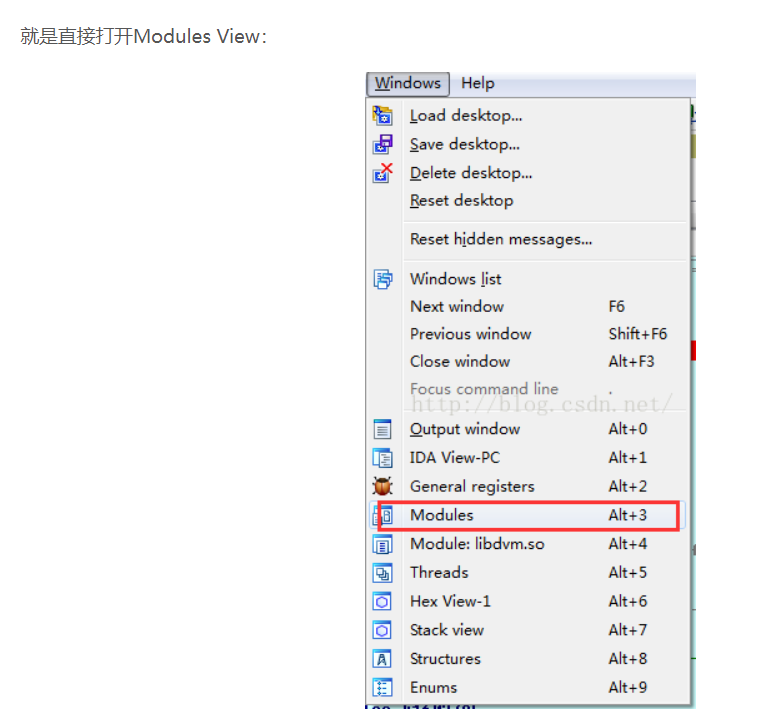 就是直接打开Modules View：
Windows Help
Load desktop...
Save desktop...
Delete desktop...
Reset desktop
Reset hidden messages...
Windows list
Next window F6
Previous window Shift+F6
Close window Alt+F3
Focus command line .
http://blog.csdn.net/
Output window Alt+0
IDA View-PC Alt+1
General registers Alt+2
Modules Alt+3
Module: libdvm.so Alt+4
Threads Alt+5
Hex View-1 Alt+6
Stack view Alt+7
Structures Alt+8
Enums Alt+9